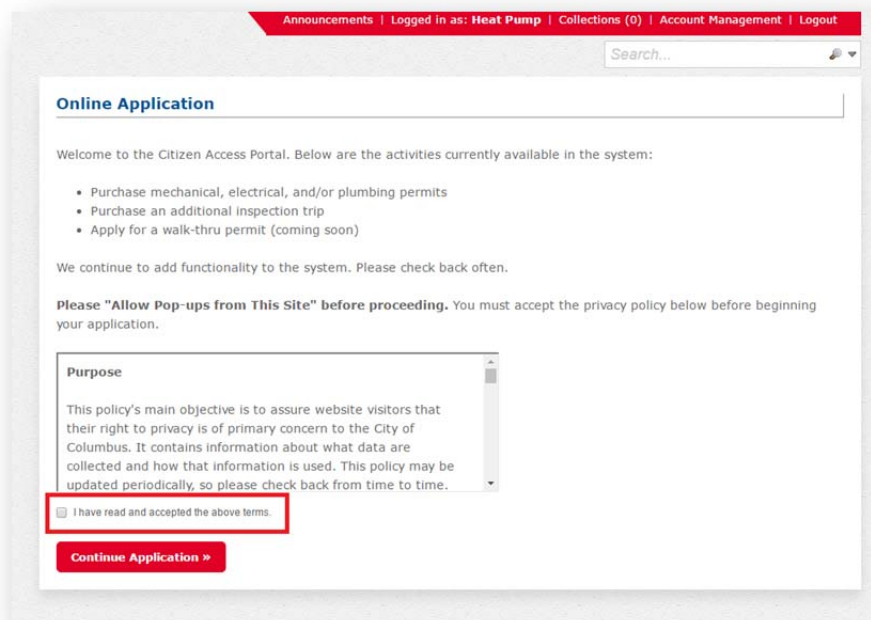 Announcements | Logged in as: Heat Pump | Collections (0) | Account Management | Logout
Search...
Online Application
Welcome to the Citizen Access Portal. Below are the activities currently available in the system:
• Purchase mechanical, electrical, and/or plumbing permits
• Purchase an additional inspection trip
• Apply for a walk-thru permit (coming soon)
We continue to add functionality to the system. Please check back often.
Please "Allow Pop-ups from This Site" before proceeding. You must accept the privacy policy below before beginning
your application.
Purpose
This policy's main objective is to assure website visitors that
their right to privacy is of primary concern to the City of
Columbus. It contains information about what data are
collected and how that information is used. This policy may be
updated periodically, so please check back from time to time.
I have read and accepted the above terms.
Continue Application »